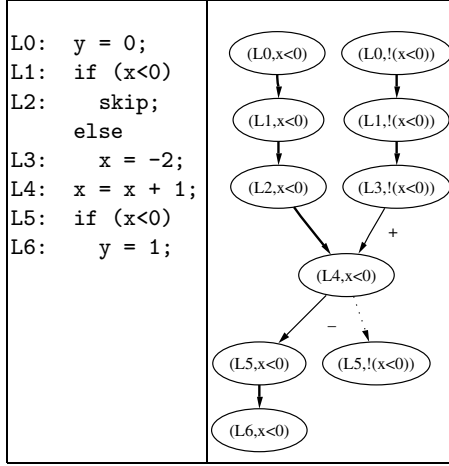 L0: y = 0;
L1: if (x<0)
L2: skip;
else
L3: x = -2;
L4: x = x + 1;
L5: if (x<0)
L6: y = 1;
(L0,x<0) (L0,!(x<0))
(L1,x<0) (L1,!(x<0))
(L2,x<0) (L3,!(x<0))
+
(L4,x<0)
−
(L5,x<0) (L5,!(x<0))
(L6,x<0)